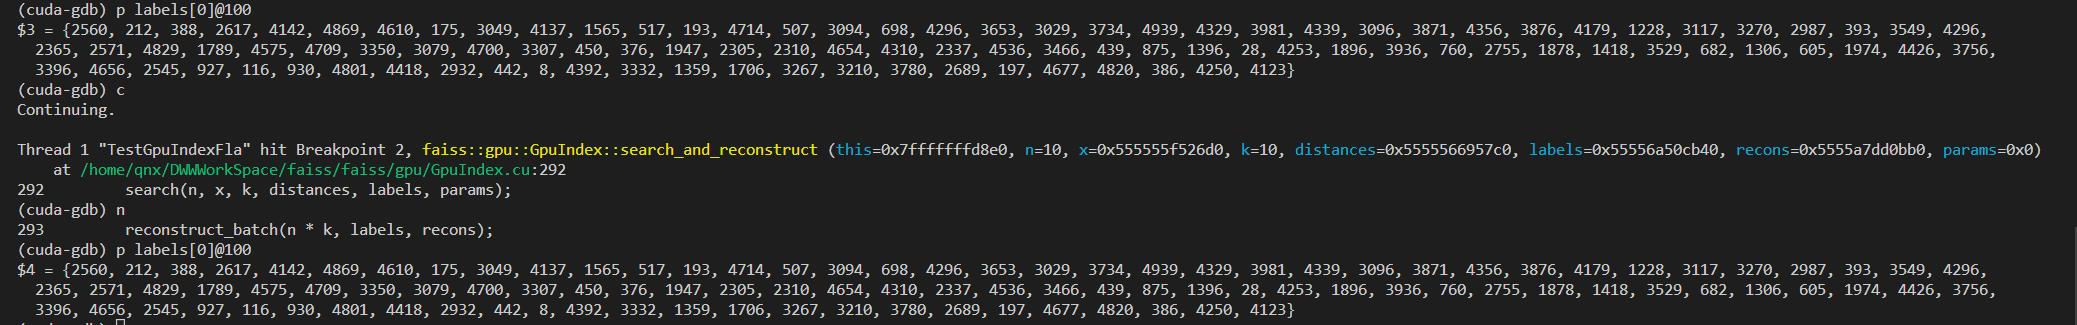 (cuda-gdb) p labels[0]@100
$3 = {2560, 212, 388, 2617, 4142, 4869, 4610, 175, 3049, 4137, 1565, 517, 193, 4714, 507, 3094, 698, 4296, 3653, 3029, 3734, 4939, 4329, 3981, 4339, 3096, 3871, 4356, 3876, 4179, 1228, 3117, 3270, 2987, 393, 3549, 4296,
2365, 2571, 4829, 1789, 4575, 4709, 3350, 3079, 4700, 3307, 450, 376, 1947, 2305, 2310, 4654, 4310, 2337, 4536, 3466, 439, 875, 1396, 28, 4253, 1896, 3936, 760, 2755, 1878, 1418, 3529, 682, 1306, 605, 1974, 4426, 3756,
3396, 4656, 2545, 927, 116, 930, 4801, 4418, 2932, 442, 8, 4392, 3332, 1359, 1706, 3267, 3210, 3780, 2689, 197, 4677, 4820, 386, 4250, 4123}
(cuda-gdb) c
Continuing.
Thread 1 "TestGpuIndexFla" hit Breakpoint 2, faiss::gpu::GpuIndex::search_and_reconstruct (this=0x7fffffffd8e0, n=10, x=0x555555f526d0, k=10, distances=0x5555566957c0, labels=0x55556a50cb40, recons=0x5555a7dd0bb0, params=0x0)
at /home/qnx/DWWWorkSpace/faiss/faiss/gpu/GpuIndex.cu:292
292 search(n, x, k, distances, labels, params);
(cuda-gdb) n
293 reconstruct_batch(n * k, labels, recons);
(cuda-gdb) p labels[0]@100
$4 = {2560, 212, 388, 2617, 4142, 4869, 4610, 175, 3049, 4137, 1565, 517, 193, 4714, 507, 3094, 698, 4296, 3653, 3029, 3734, 4939, 4329, 3981, 4339, 3096, 3871, 4356, 3876, 4179, 1228, 3117, 3270, 2987, 393, 3549, 4296,
2365, 2571, 4829, 1789, 4575, 4709, 3350, 3079, 4700, 3307, 450, 376, 1947, 2305, 2310, 4654, 4310, 2337, 4536, 3466, 439, 875, 1396, 28, 4253, 1896, 3936, 760, 2755, 1878, 1418, 3529, 682, 1306, 605, 1974, 4426, 3756,
3396, 4656, 2545, 927, 116, 930, 4801, 4418, 2932, 442, 8, 4392, 3332, 1359, 1706, 3267, 3210, 3780, 2689, 197, 4677, 4820, 386, 4250, 4123}